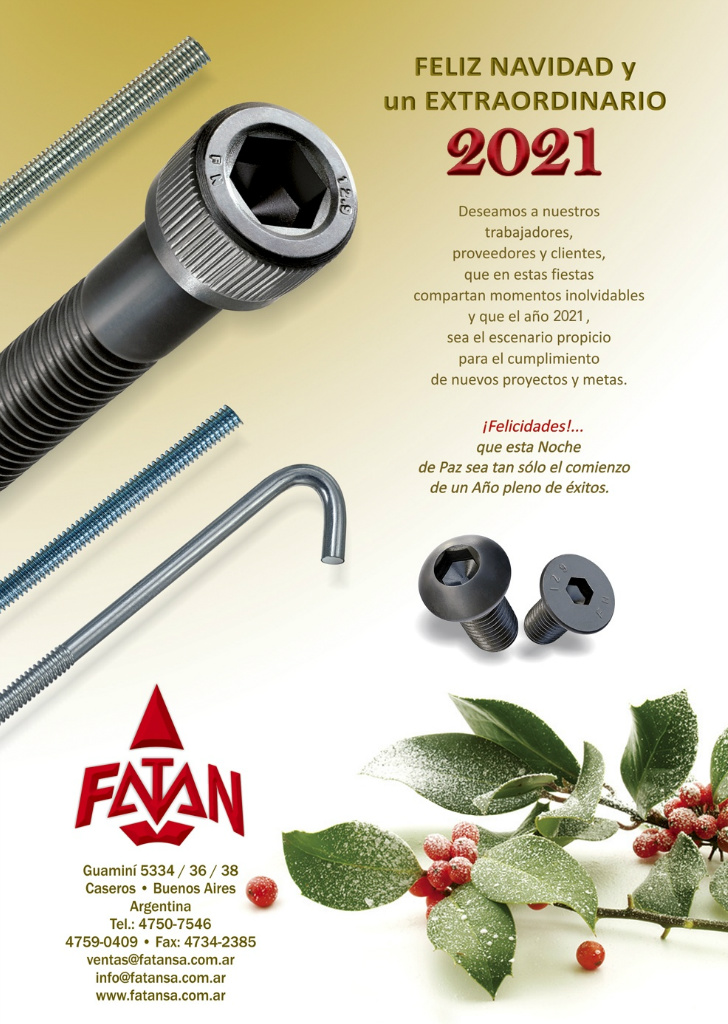 FELIZ NAVIDAD y
un EXTRAORDINARIO
2021
Deseamos a nuestros
trabajadores,
proveedores y clientes,
que en estas fiestas
compartan momentos inolvidables
y que el año 2021,
sea el escenario propicio
para el cumplimiento
de nuevos proyectos y metas.
¡Felicidades!...
que esta Noche
de Paz sea tan sólo el comienzo
de un Año pleno de éxitos.
12.9
FATAN
Guaminí 5334 / 36 / 38
Caseros • Buenos Aires
Argentina
Tel.: 4750-7546
4759-0409 • Fax: 4734-2385
ventas@fatansa.com.ar
info@fatansa.com.ar
www.fatansa.com.ar